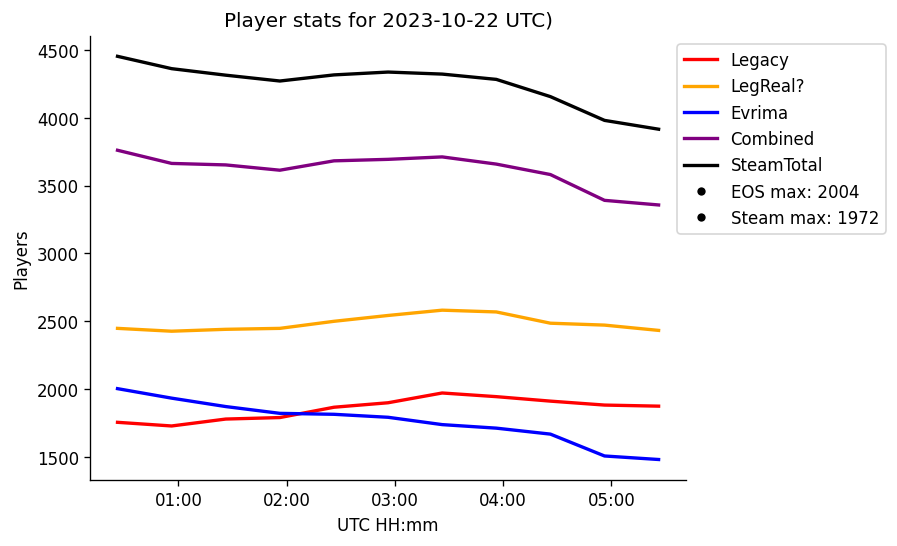 Player stats for 2023-10-22 UTC)
4500
4000
3500
3000
2500
2000
1500
Players
01:00 02:00 03:00 04:00 05:00
UTC HH:mm
Legacy
LegReal?
Evrima
Combined
SteamTotal
EOS max: 2004
Steam max: 1972